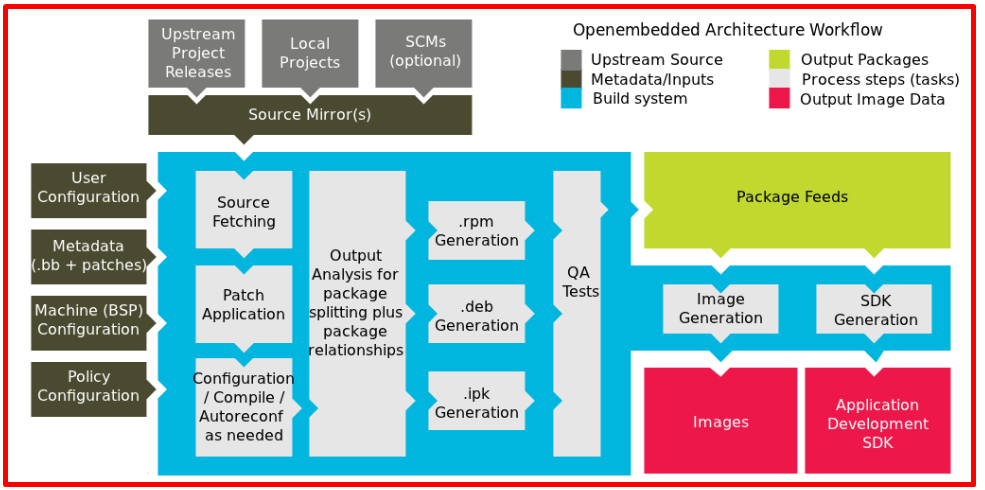 Openembedded Architecture Workflow
Upstream Source
Metadata/Inputs
Build system
Output Packages
Process steps (tasks)
Output Image Data
Upstream
Project
Releases
Local
Projects
SCMs
(optional)
Source Mirror(s)
User
Configuration
Metadata
(.bb + patches)
Machine (BSP)
Configuration
Policy
Configuration
Source
Fetching
Patch
Application
Configuration
/ Compile /
Autoreconf
as needed
Output
Analysis for
package
splitting plus
package
relationships
.rpm
Generation
.deb
Generation
.ipk
Generation
QA
Tests
Package Feeds
Image
Generation
SDK
Generation
Images
Application
Development
SDK